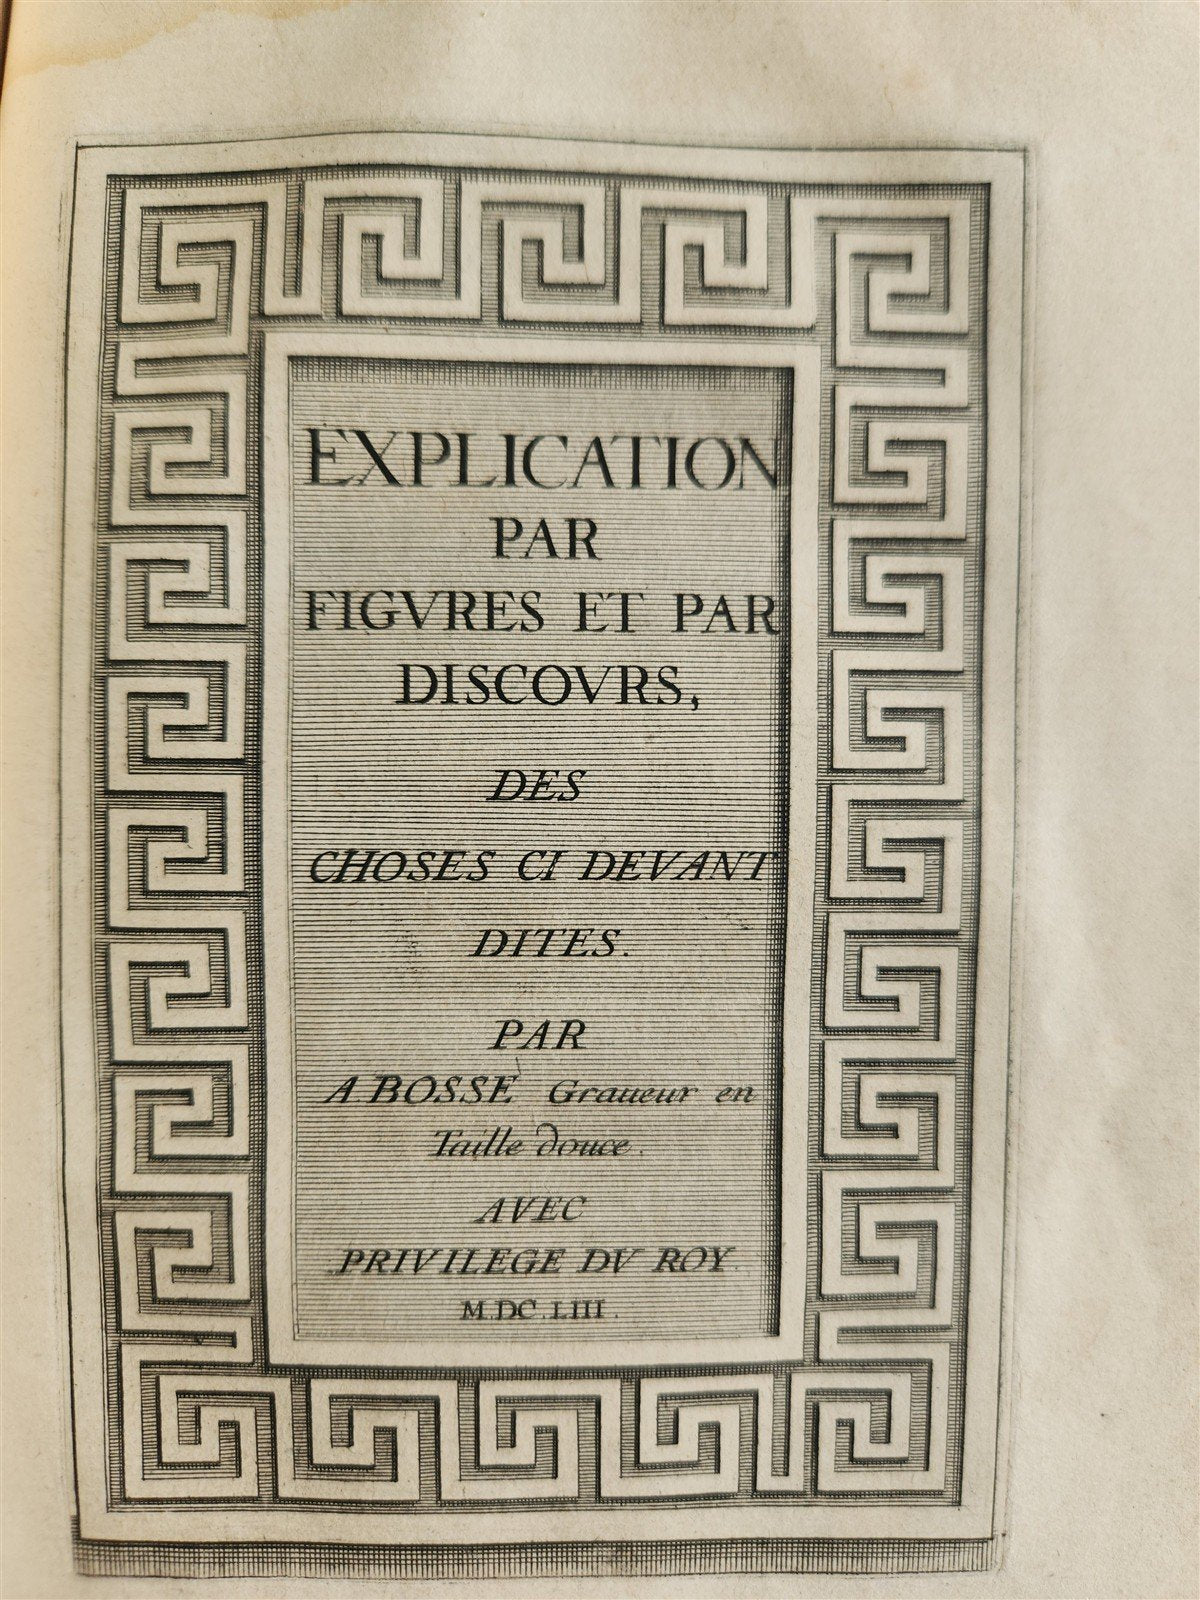 EXPLICATION
PAR
FIGVRES ET PAR
DISCOVRS,
DES
CHOSES CI DEVANT
DITES.
PAR
A. BOSSE Graueur en
Taille douce.
AVEC
PRIVILEGE DV ROY.
M.DC.LIII.